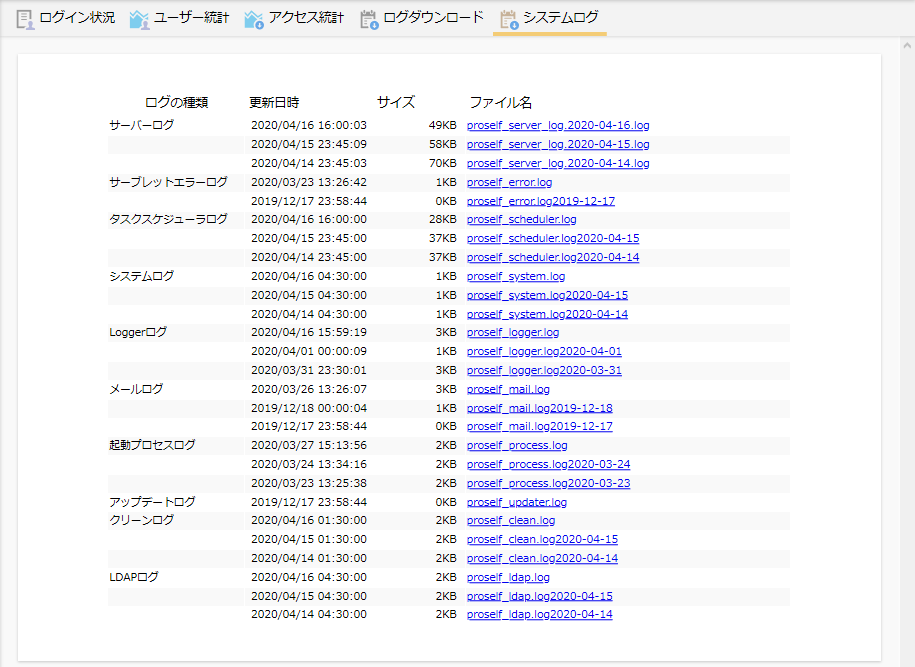 ログイン状況 ユーザー統計 アクセス統計 ログダウンロード システムログ
ログの種類 更新日時 サイズ ファイル名
サーバーログ 2020/04/16 16:00:03 49KB proself_server_log.2020-04-16.log
2020/04/15 23:45:09 58KB proself_server_log.2020-04-15.log
2020/04/14 23:45:03 70KB proself_server_log.2020-04-14.log
サーブレットエラーログ 2020/03/23 13:26:42 1KB proself_error.log
2019/12/17 23:58:44 0KB proself_error.log2019-12-17
タスクスケジューラログ 2020/04/16 16:00:00 28KB proself_scheduler.log
2020/04/15 23:45:00 37KB proself_scheduler.log2020-04-15
2020/04/14 23:45:00 37KB proself_scheduler.log2020-04-14
システムログ 2020/04/16 04:30:00 1KB proself_system.log
2020/04/15 04:30:00 1KB proself_system.log2020-04-15
2020/04/14 04:30:00 1KB proself_system.log2020-04-14
Loggerログ 2020/04/16 15:59:19 3KB proself_logger.log
2020/04/01 00:00:09 1KB proself_logger.log2020-04-01
2020/03/31 23:30:01 3KB proself_logger.log2020-03-31
メールログ 2020/03/26 13:26:07 3KB proself_mail.log
2019/12/18 00:00:04 1KB proself_mail.log2019-12-18
2019/12/17 23:58:44 0KB proself_mail.log2019-12-17
起動プロセスログ 2020/03/27 15:13:56 2KB proself_process.log
2020/03/24 13:34:16 2KB proself_process.log2020-03-24
2020/03/23 13:25:38 2KB proself_process.log2020-03-23
アップデートログ 2019/12/17 23:58:44 0KB proself_updater.log
クリーンログ 2020/04/16 01:30:00 2KB proself_clean.log
2020/04/15 01:30:00 2KB proself_clean.log2020-04-15
2020/04/14 01:30:00 2KB proself_clean.log2020-04-14
LDAPログ 2020/04/16 04:30:00 2KB proself_ldap.log
2020/04/15 04:30:00 2KB proself_ldap.log2020-04-15
2020/04/14 04:30:00 2KB proself_ldap.log2020-04-14